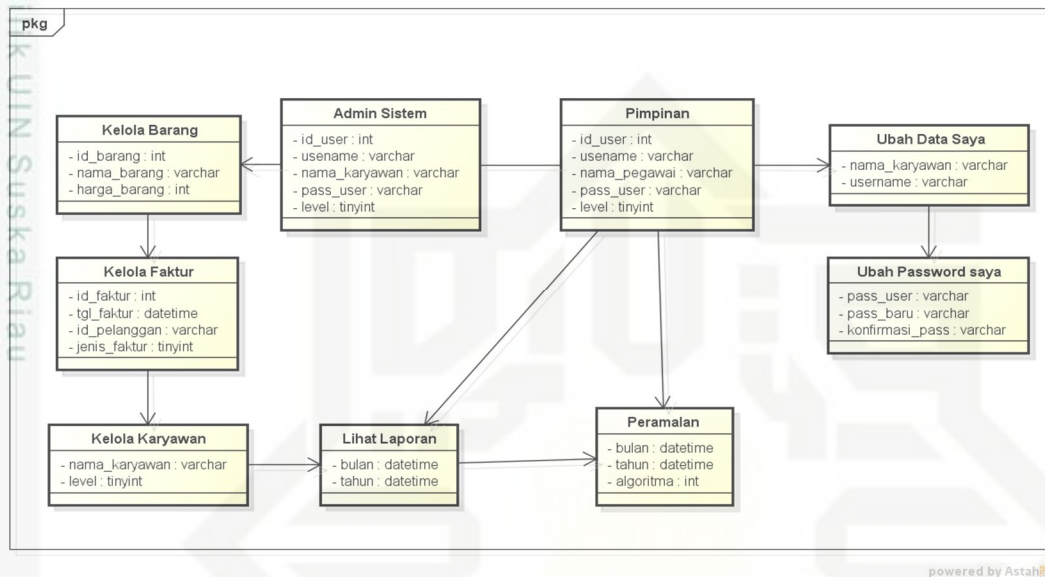 pkg
Kelola Barang
- id_barang : int
- nama_barang : varchar
- harga_barang : int
Admin Sistem
- id_user : int
- usename : varchar
- nama_karyawan : varchar
- pass_user : varchar
- level : tinyint
Pimpinan
- id_user : int
- usename : varchar
- nama_pegawai : varchar
- pass_user : varchar
- level : tinyint
Ubah Data Saya
- nama_karyawan : varchar
- username : varchar
Kelola Faktur
- id_faktur : int
- tgl_faktur : datetime
- id_pelanggan : varchar
- jenis_faktur : tinyint
Ubah Password saya
- pass_user : varchar
- pass_baru : varchar
- konfirmasi_pass : varchar
Kelola Karyawan
- nama_karyawan : varchar
- level : tinyint
Lihat Laporan
- bulan : datetime
- tahun : datetime
Peramalan
- bulan : datetime
- tahun : datetime
- algoritma : int
UIN Suska Riau
powered by Astah